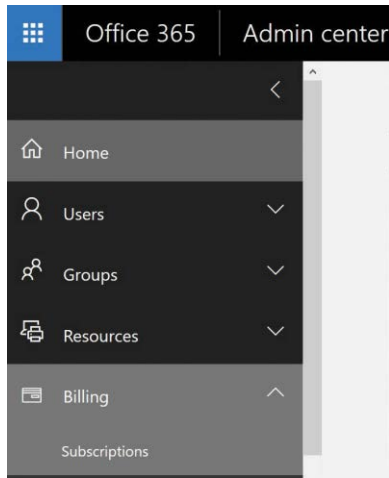 Office 365 Admin center
Home
Users
Groups
Resources
Billing
Subscriptions